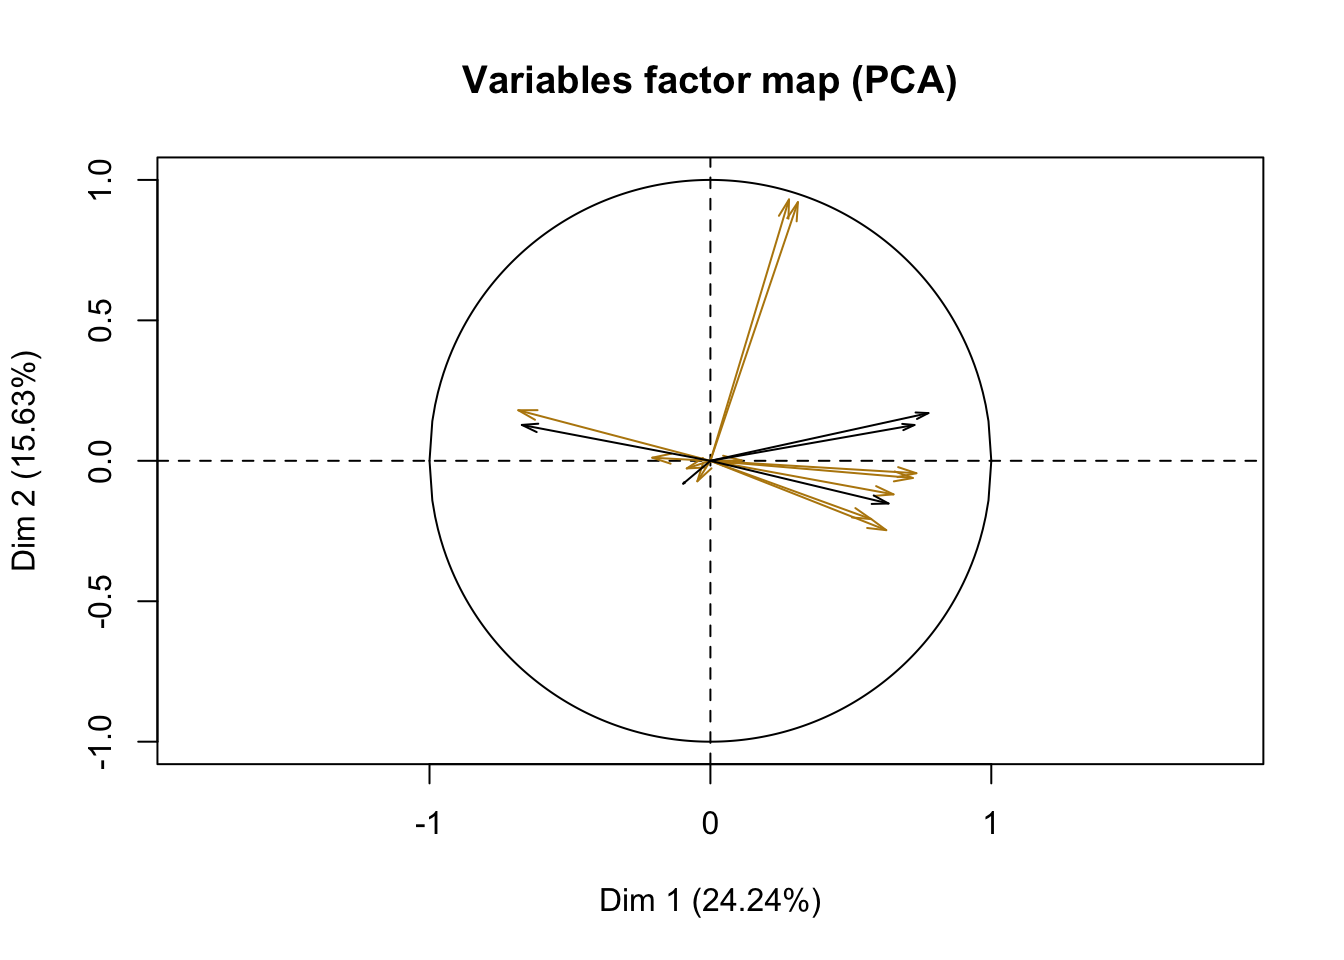 Variables factor map (PCA)
1.0
0.5
0.0
-0.5
-1.0
Dim 2 (15.63%)
-1 0 1
Dim 1 (24.24%)